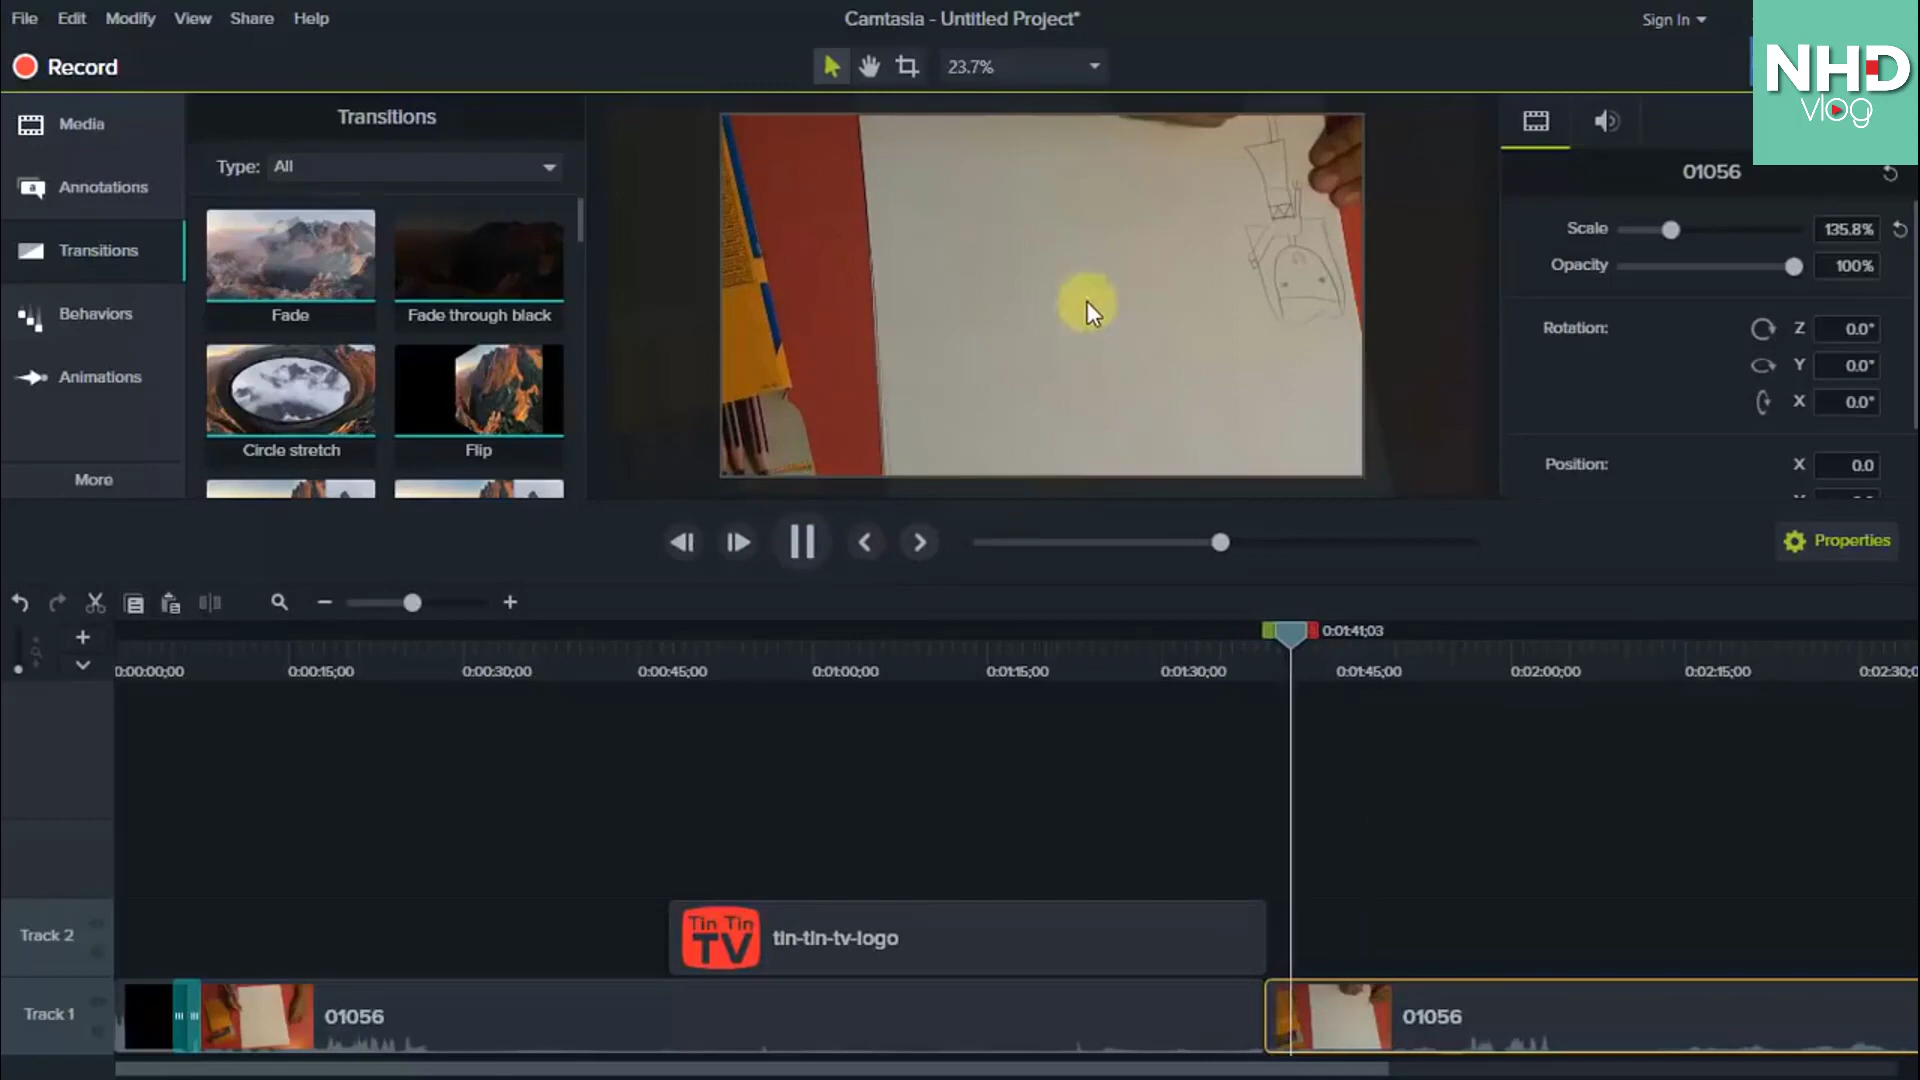 File Edit Modify View Share Help
Camtasia - Untitled Project*
Sign In
NHD
vlog
Record
23.7%
Media
Annotations
Transitions
Behaviors
Animations
More
Transitions
Type: All
Fade
Fade through black
Circle stretch
Flip
01056
Scale 135.8%
Opacity 100%
Rotation: Z 0.0°
Y 0.0°
X 0.0°
Position: X 0.0
Properties
0:01:41;03
0:00:00;00 0:00:15;00 0:00:30;00 0:00:45;00 0:01:00;00 0:01:15;00 0:01:30;00 0:01:45;00 0:02:00;00 0:02:15;00 0:02:30;0
Track 2
Tin Tin
TV
tin-tin-tv-logo
Track 1
01056
01056